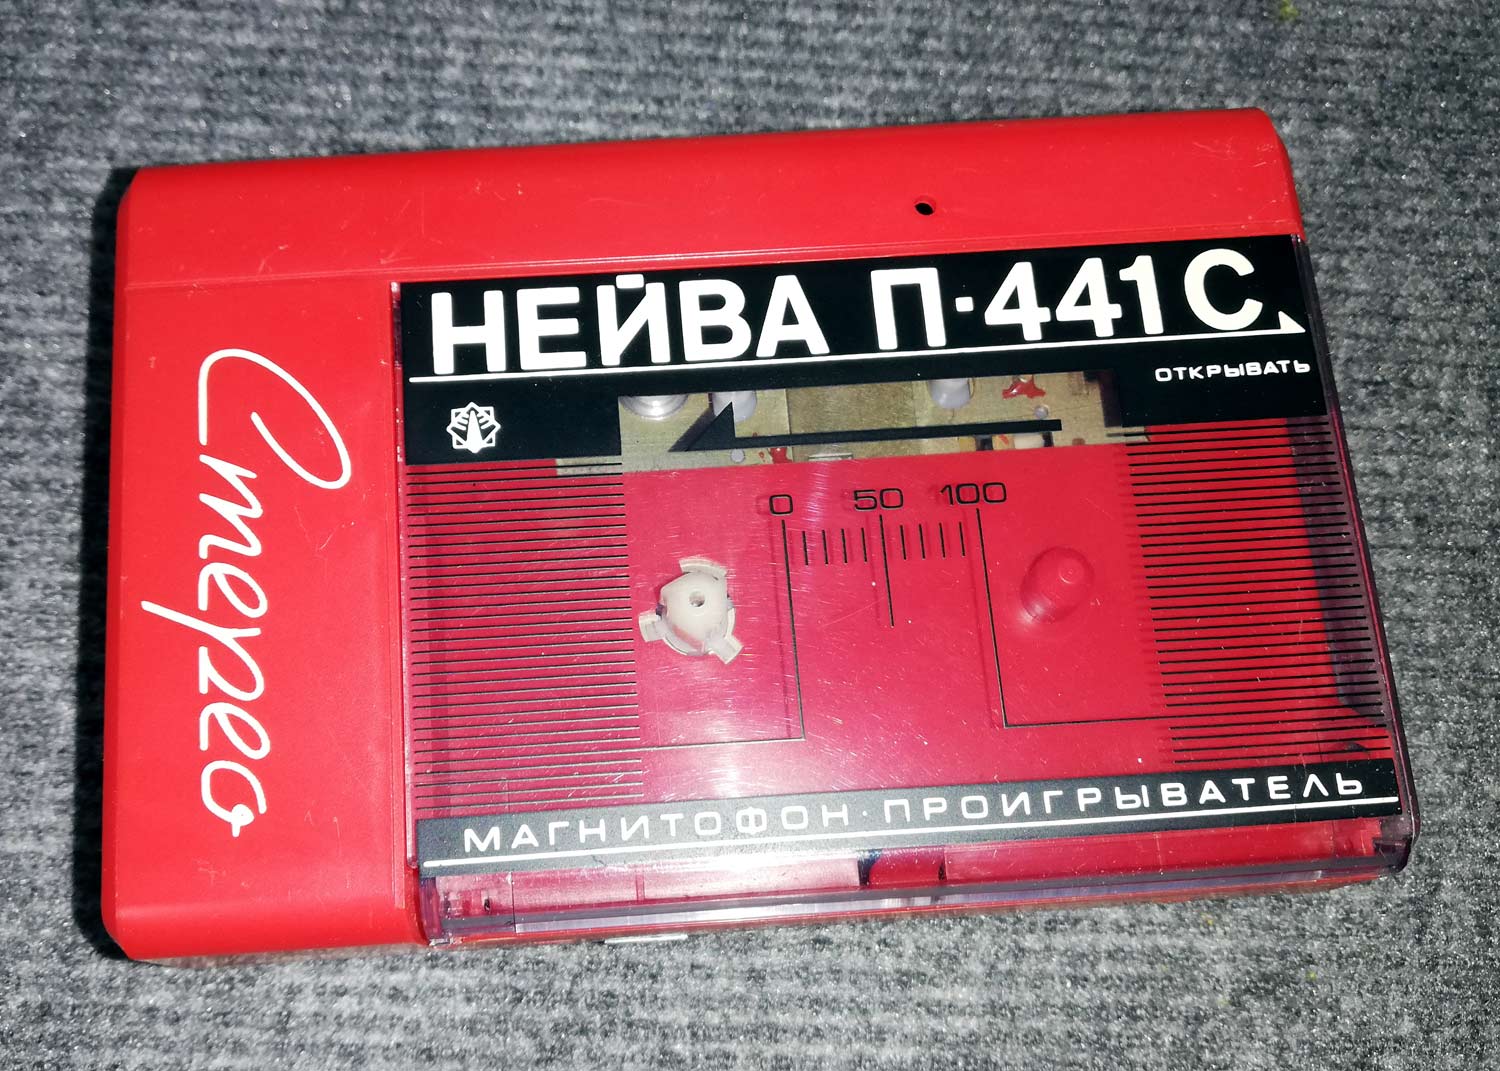 НЕЙВА П-441С
ОТКРЫВАТЬ
Стерео
0 50 100
МАГНИТОФОН·ПРОИГРЫВАТЕЛЬ